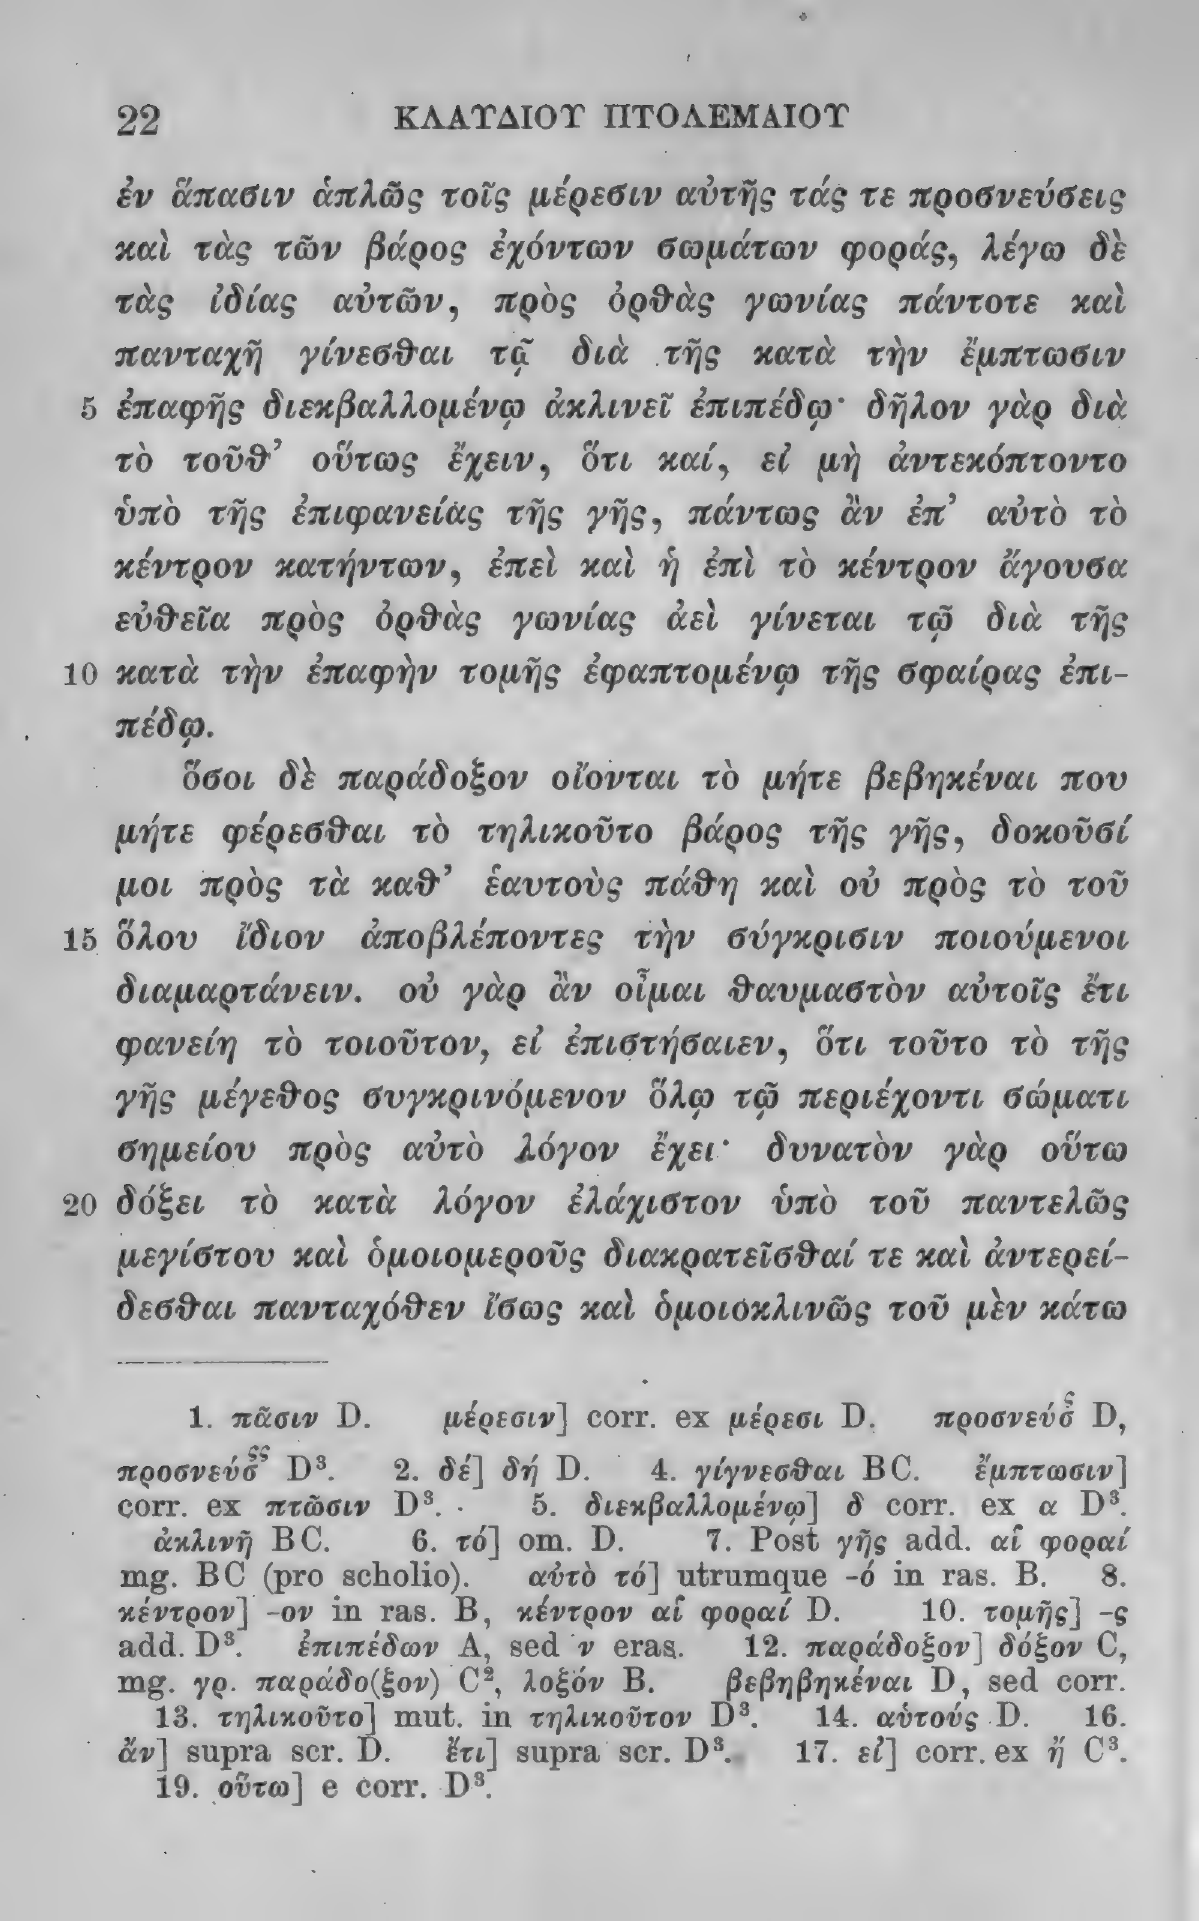 22 ΚΛΑΥΔΙΟΥ ΠΤΟΛΕΜΑΙΟΥ
ἐν ἅπασιν ἁπλῶς τοῖς μέρεσιν αὐτῆς τάς τε προσνεύσεις
καὶ τὰς τῶν βάρος ἐχόντων σωμάτων φοράς, λέγω δὲ
τὰς ἰδίας αὐτῶν, πρὸς ὀρθὰς γωνίας πάντοτε καὶ
πανταχῆ γίνεσθαι τῷ διὰ τῆς κατὰ τὴν ἔμπτωσιν
5 ἐπαφῆς διεκβαλλομένῳ ἀκλινεῖ ἐπιπέδῳ· δῆλον γὰρ διὰ
τὸ τοῦθ’ οὕτως ἔχειν, ὅτι καί, εἰ μὴ ἀντεκόπτοντο
ὑπὸ τῆς ἐπιφανείας τῆς γῆς, πάντως ἂν ἐπ’ αὐτὸ τὸ
κέντρον κατήντων, ἐπεὶ καὶ ἡ ἐπὶ τὸ κέντρον ἄγουσα
εὐθεῖα πρὸς ὀρθὰς γωνίας ἀεὶ γίνεται τῷ διὰ τῆς
10 κατὰ τὴν ἐπαφὴν τομῆς ἐφαπτομένῳ τῆς σφαίρας ἐπι-
πέδῳ.
ὅσοι δὲ παράδοξον οἴονται τὸ μήτε βεβηκέναι που
μήτε φέρεσθαι τὸ τηλικοῦτο βάρος τῆς γῆς, δοκοῦσί
μοι πρὸς τὰ καθ’ ἑαυτοὺς πάθη καὶ οὐ πρὸς τὸ τοῦ
15 ὅλου ἴδιον ἀποβλέποντες τὴν σύγκρισιν ποιούμενοι
διαμαρτάνειν. οὐ γὰρ ἂν οἶμαι θαυμαστὸν αὐτοῖς ἔτι
φανείη τὸ τοιοῦτον, εἰ ἐπιστήσαιεν, ὅτι τοῦτο τὸ τῆς
γῆς μέγεθος συγκρινόμενον ὅλῳ τῷ περιέχοντι σώματι
σημείου πρὸς αὐτὸ λόγον ἔχει· δυνατὸν γὰρ οὕτω
20 δόξει τὸ κατὰ λόγον ἐλάχιστον ὑπὸ τοῦ παντελῶς
μεγίστου καὶ ὁμοιομεροῦς διακρατεῖσθαί τε καὶ ἀντερεί-
δεσθαι πανταχόθεν ἴσως καὶ ὁμοιοκλινῶς τοῦ μὲν κάτω
1. πᾶσιν D. μέρεσιν] corr. ex μέρεσι D. προσνεύσ͛ D,
προσνεύσ͛͛ D³. 2. δέ] δή D. 4. γίγνεσθαι BC. ἔμπτωσιν]
corr. ex πτῶσιν D³. 5. διεκβαλλομένῳ] δ corr. ex α D³.
ἀκλινῆ BC. 6. τό] om. D. 7. Post γῆς add. αἱ φοραί
mg. BC (pro scholio). αὐτὸ τό] utrumque -ό in ras. B. 8.
κέντρον] -ον in ras. B, κέντρον αἱ φοραί D. 10. τομῆς] -ς
add. D³. ἐπιπέδων A, sed ν eras. 12. παράδοξον] δόξον C,
mg. γρ. παράδο(ξον) C², λοξόν B. βεβηβηκέναι D, sed corr.
13. τηλικοῦτο] mut. in τηλικοῦτον D³. 14. αὑτούς D. 16.
ἄν] supra scr. D. ἔτι] supra scr. D³. 17. εἰ] corr. ex ἤ C³.
19. οὕτω] e corr. D³.